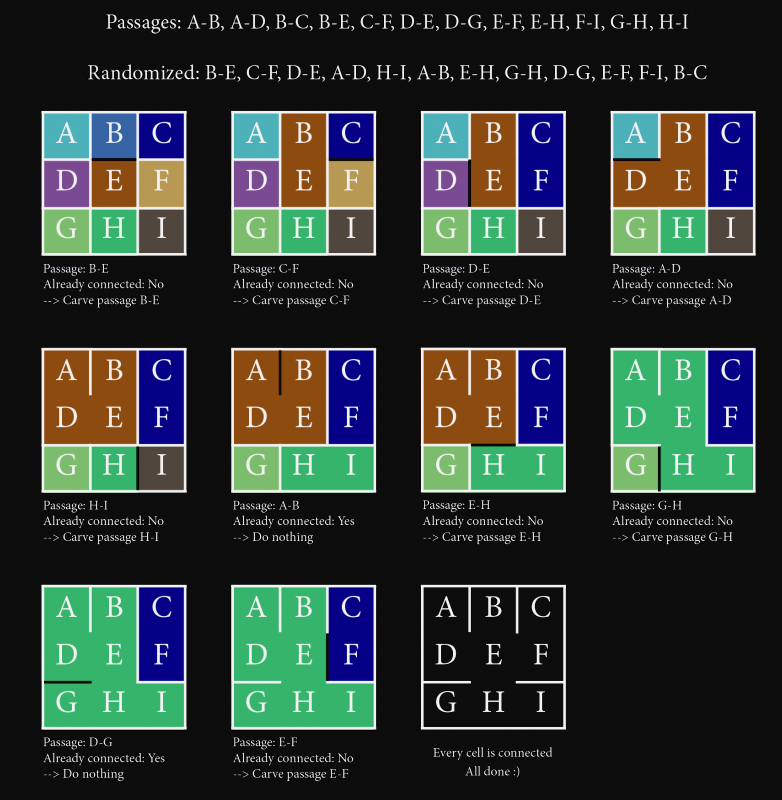 Passages: A-B, A-D, B-C, B-E, C-F, D-E, D-G, E-F, E-H, F-I, G-H, H-I
Randomized: B-E, C-F, D-E, A-D, H-I, A-B, E-H, G-H, D-G, E-F, F-I, B-C
A B C
D E F
G H I
Passage: B-E
Already connected: No
--> Carve passage B-E
A B C
D E F
G H I
Passage: C-F
Already connected: No
--> Carve passage C-F
A B C
D E F
G H I
Passage: D-E
Already connected: No
--> Carve passage D-E
A B C
D E F
G H I
Passage: A-D
Already connected: No
--> Carve passage A-D
A B C
D E F
G H I
Passage: H-I
Already connected: No
--> Carve passage H-I
A B C
D E F
G H I
Passage: A-B
Already connected: Yes
--> Do nothing
A B C
D E F
G H I
Passage: E-H
Already connected: No
--> Carve passage E-H
A B C
D E F
G H I
Passage: G-H
Already connected: No
--> Carve passage G-H
A B C
D E F
G H I
Passage: D-G
Already connected: Yes
--> Do nothing
A B C
D E F
G H I
Passage: E-F
Already connected: No
--> Carve passage E-F
A B C
D E F
G H I
Every cell is connected
All done :)